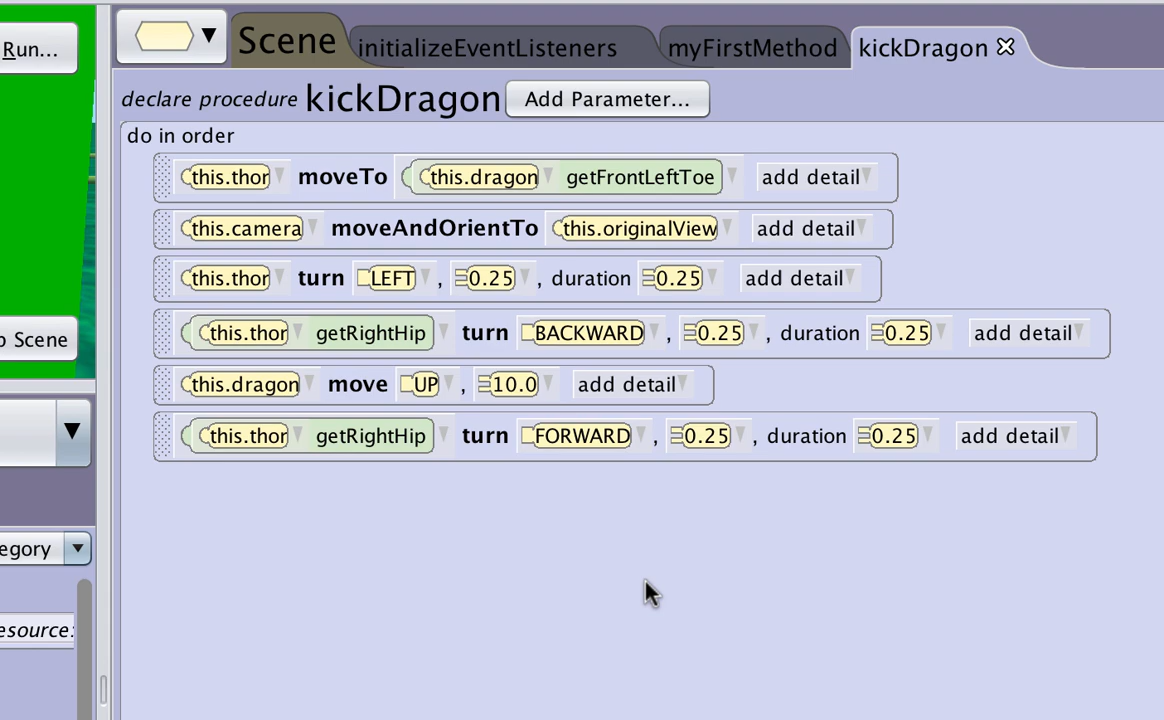 Run...
Scene
initializeEventListeners
myFirstMethod
kickDragon
declare procedure kickDragon Add Parameter...
do in order
this.thor moveTo this.dragon getFrontLeftToe add detail
this.camera moveAndOrientTo this.originalView add detail
this.thor turn LEFT , 0.25 , duration 0.25 add detail
this.thor getRightHip turn BACKWARD , 0.25 , duration 0.25 add detail
Scene
this.dragon move UP , 10.0 add detail
this.thor getRightHip turn FORWARD , 0.25 , duration 0.25 add detail
egory
esource: